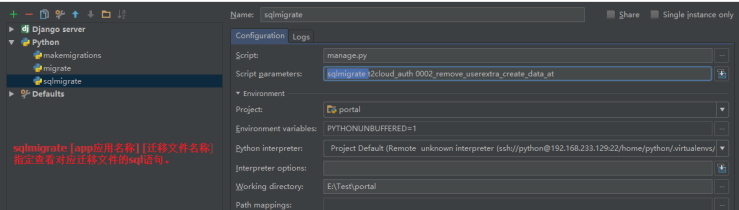 Name: sqlmigrate Share Single instance only
Django server
Python
makemigrations
migrate
sqlmigrate
Defaults
sqlmigrate [app应用名称] [迁移文件名称]
指定查看对应迁移文件的sql语句。
Configuration Logs
Script: manage.py
Script parameters: sqlmigrate t2cloud_auth 0002_remove_userextra_create_data_at
Environment
Project: portal
Environment variables: PYTHONUNBUFFERED=1
Python interpreter: Project Default (Remote unknown interpreter (ssh://python@192.168.233.129:22/home/python/.virtualenvs/
Interpreter options:
Working directory: E:\Test\portal
Path mappings: